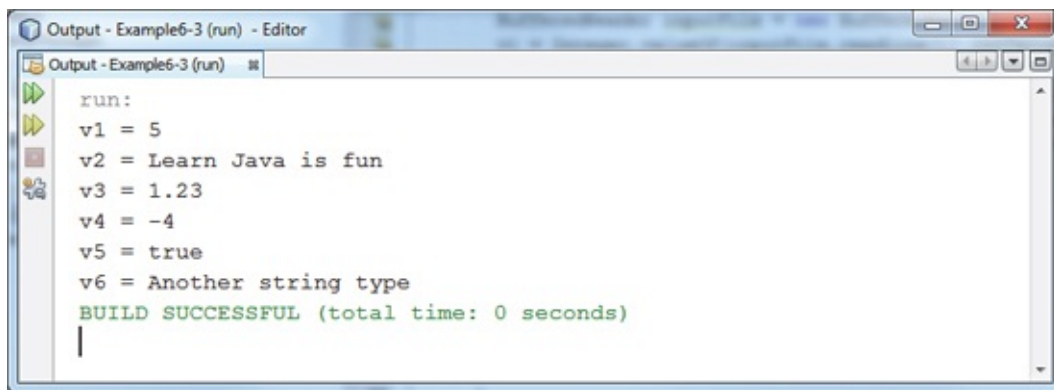 Output - Example6-3 (run) - Editor
Output - Example6-3 (run)
run:
v1 = 5
v2 = Learn Java is fun
v3 = 1.23
v4 = -4
v5 = true
v6 = Another string type
BUILD SUCCESSFUL (total time: 0 seconds)